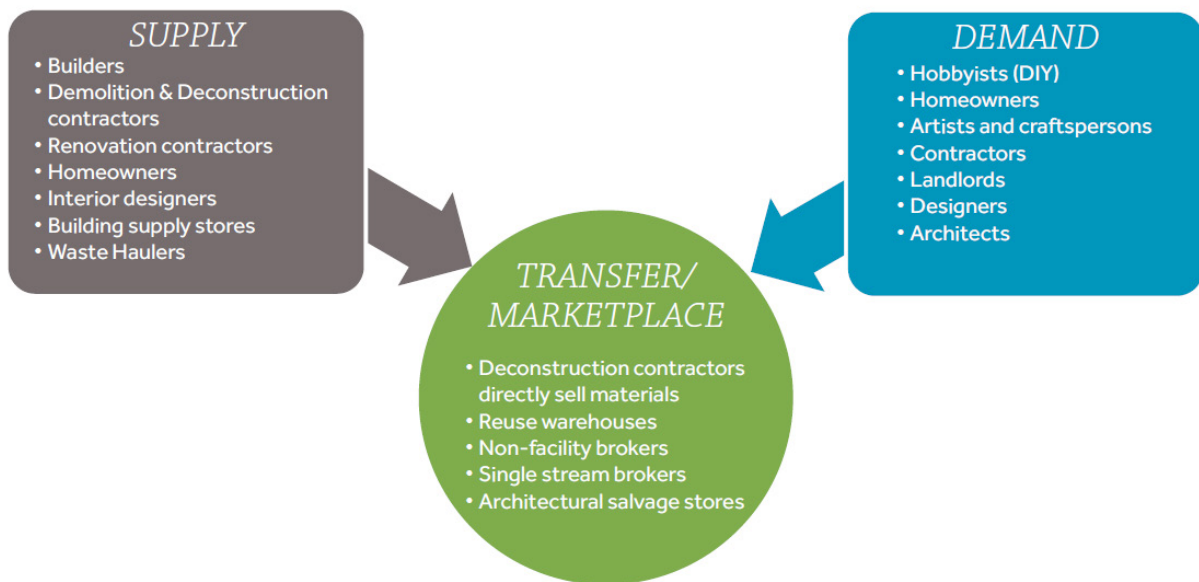 SUPPLY
• Builders
• Demolition & Deconstruction
contractors
• Renovation contractors
• Homeowners
• Interior designers
• Building supply stores
• Waste Haulers
DEMAND
• Hobbyists (DIY)
• Homeowners
• Artists and craftspersons
• Contractors
• Landlords
• Designers
• Architects
TRANSFER/
MARKETPLACE
• Deconstruction contractors
directly sell materials
• Reuse warehouses
• Non-facility brokers
• Single stream brokers
• Architectural salvage stores